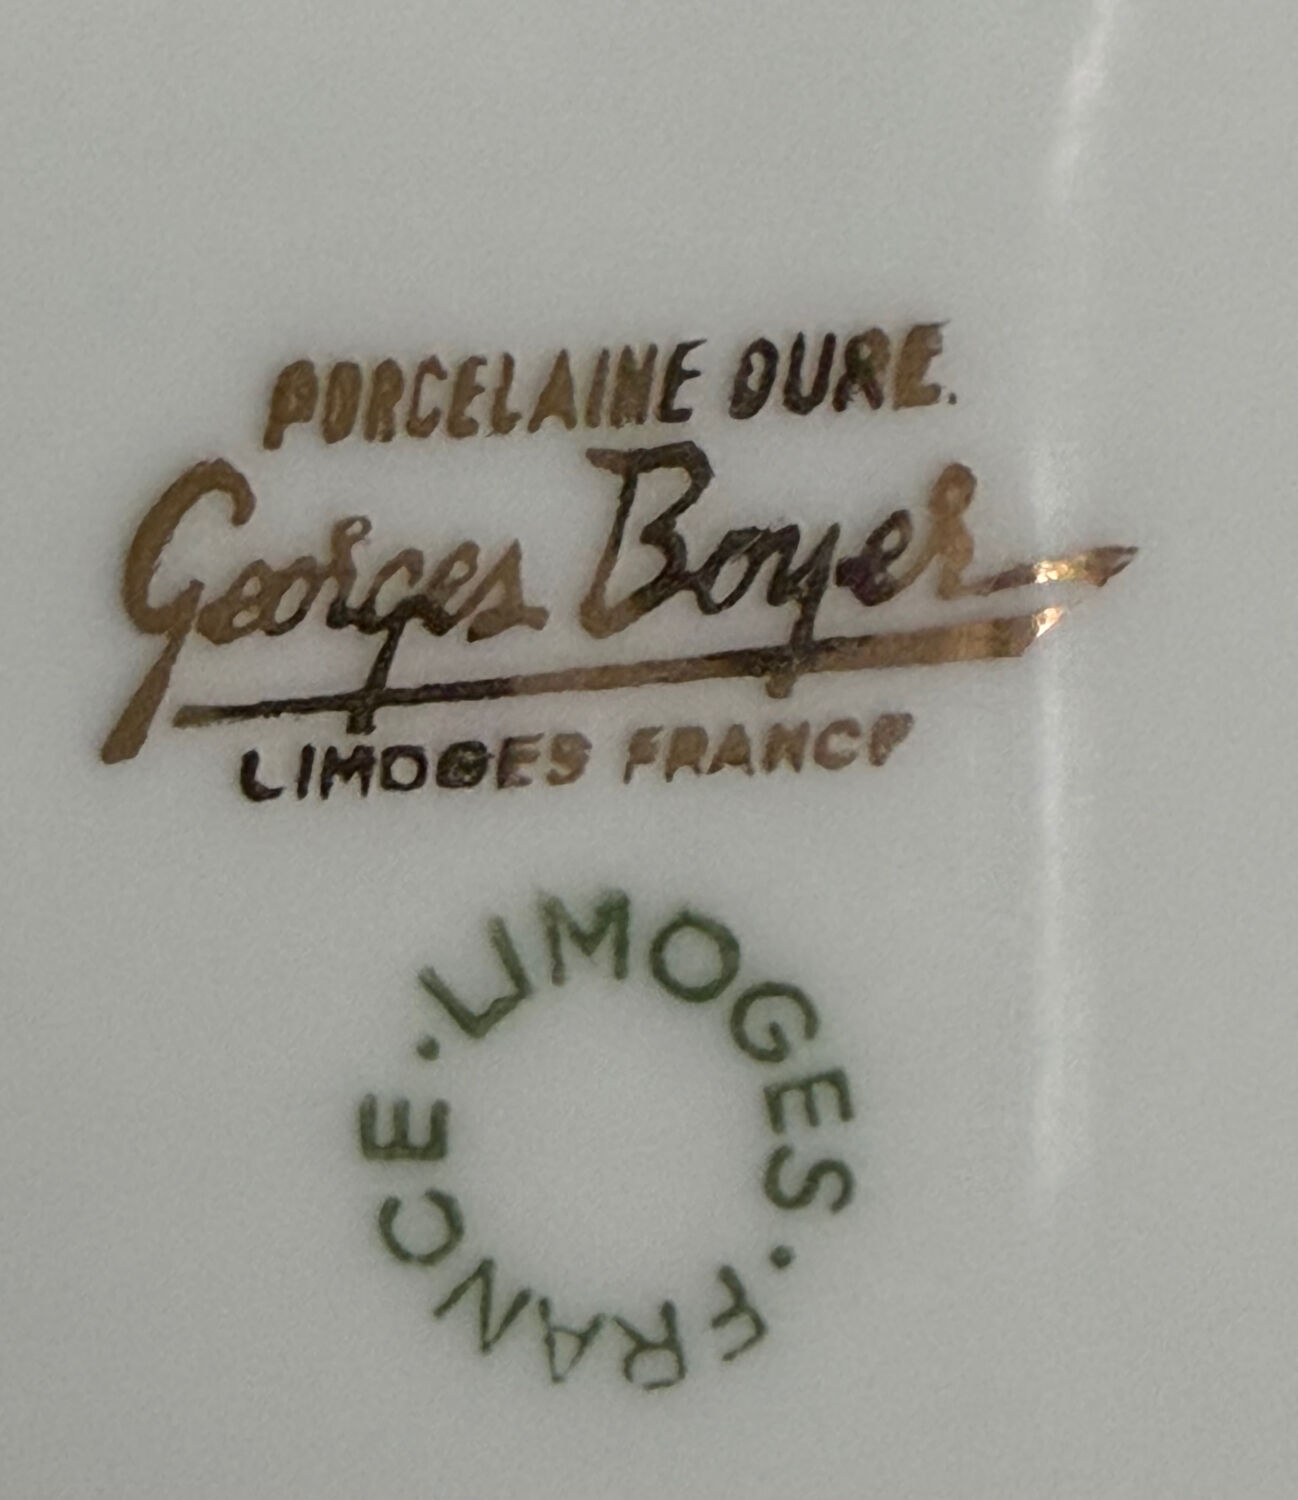 PORCELAINE DURE.
Georges Boyer
LIMOGES FRANCE
LIMOGES · FRANCE ·